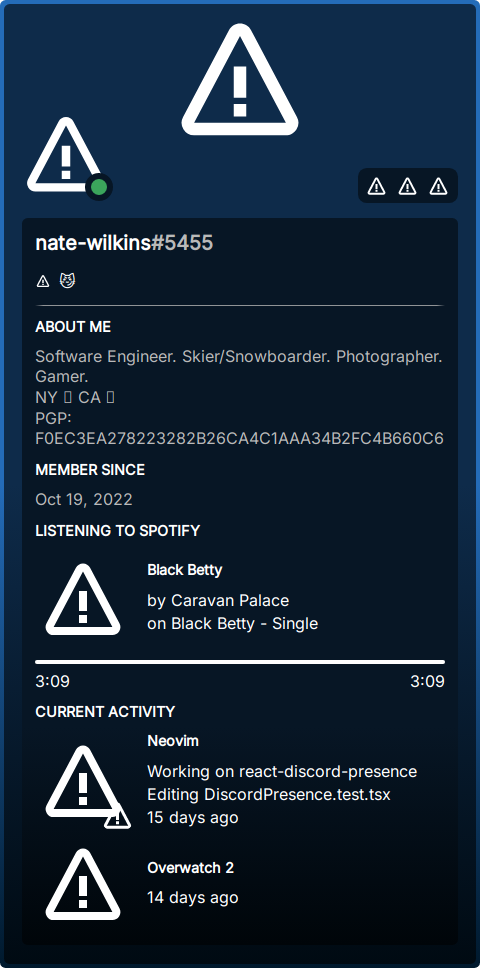 nate-wilkins#5455
ABOUT ME
Software Engineer. Skier/Snowboarder. Photographer.
Gamer.
NY CA
PGP:
F0EC3EA278223282B26CA4C1AAA34B2FC4B660C6
MEMBER SINCE
Oct 19, 2022
LISTENING TO SPOTIFY
Black Betty
by Caravan Palace
on Black Betty - Single
3:09 3:09
CURRENT ACTIVITY
Neovim
Working on react-discord-presence
Editing DiscordPresence.test.tsx
15 days ago
Overwatch 2
14 days ago